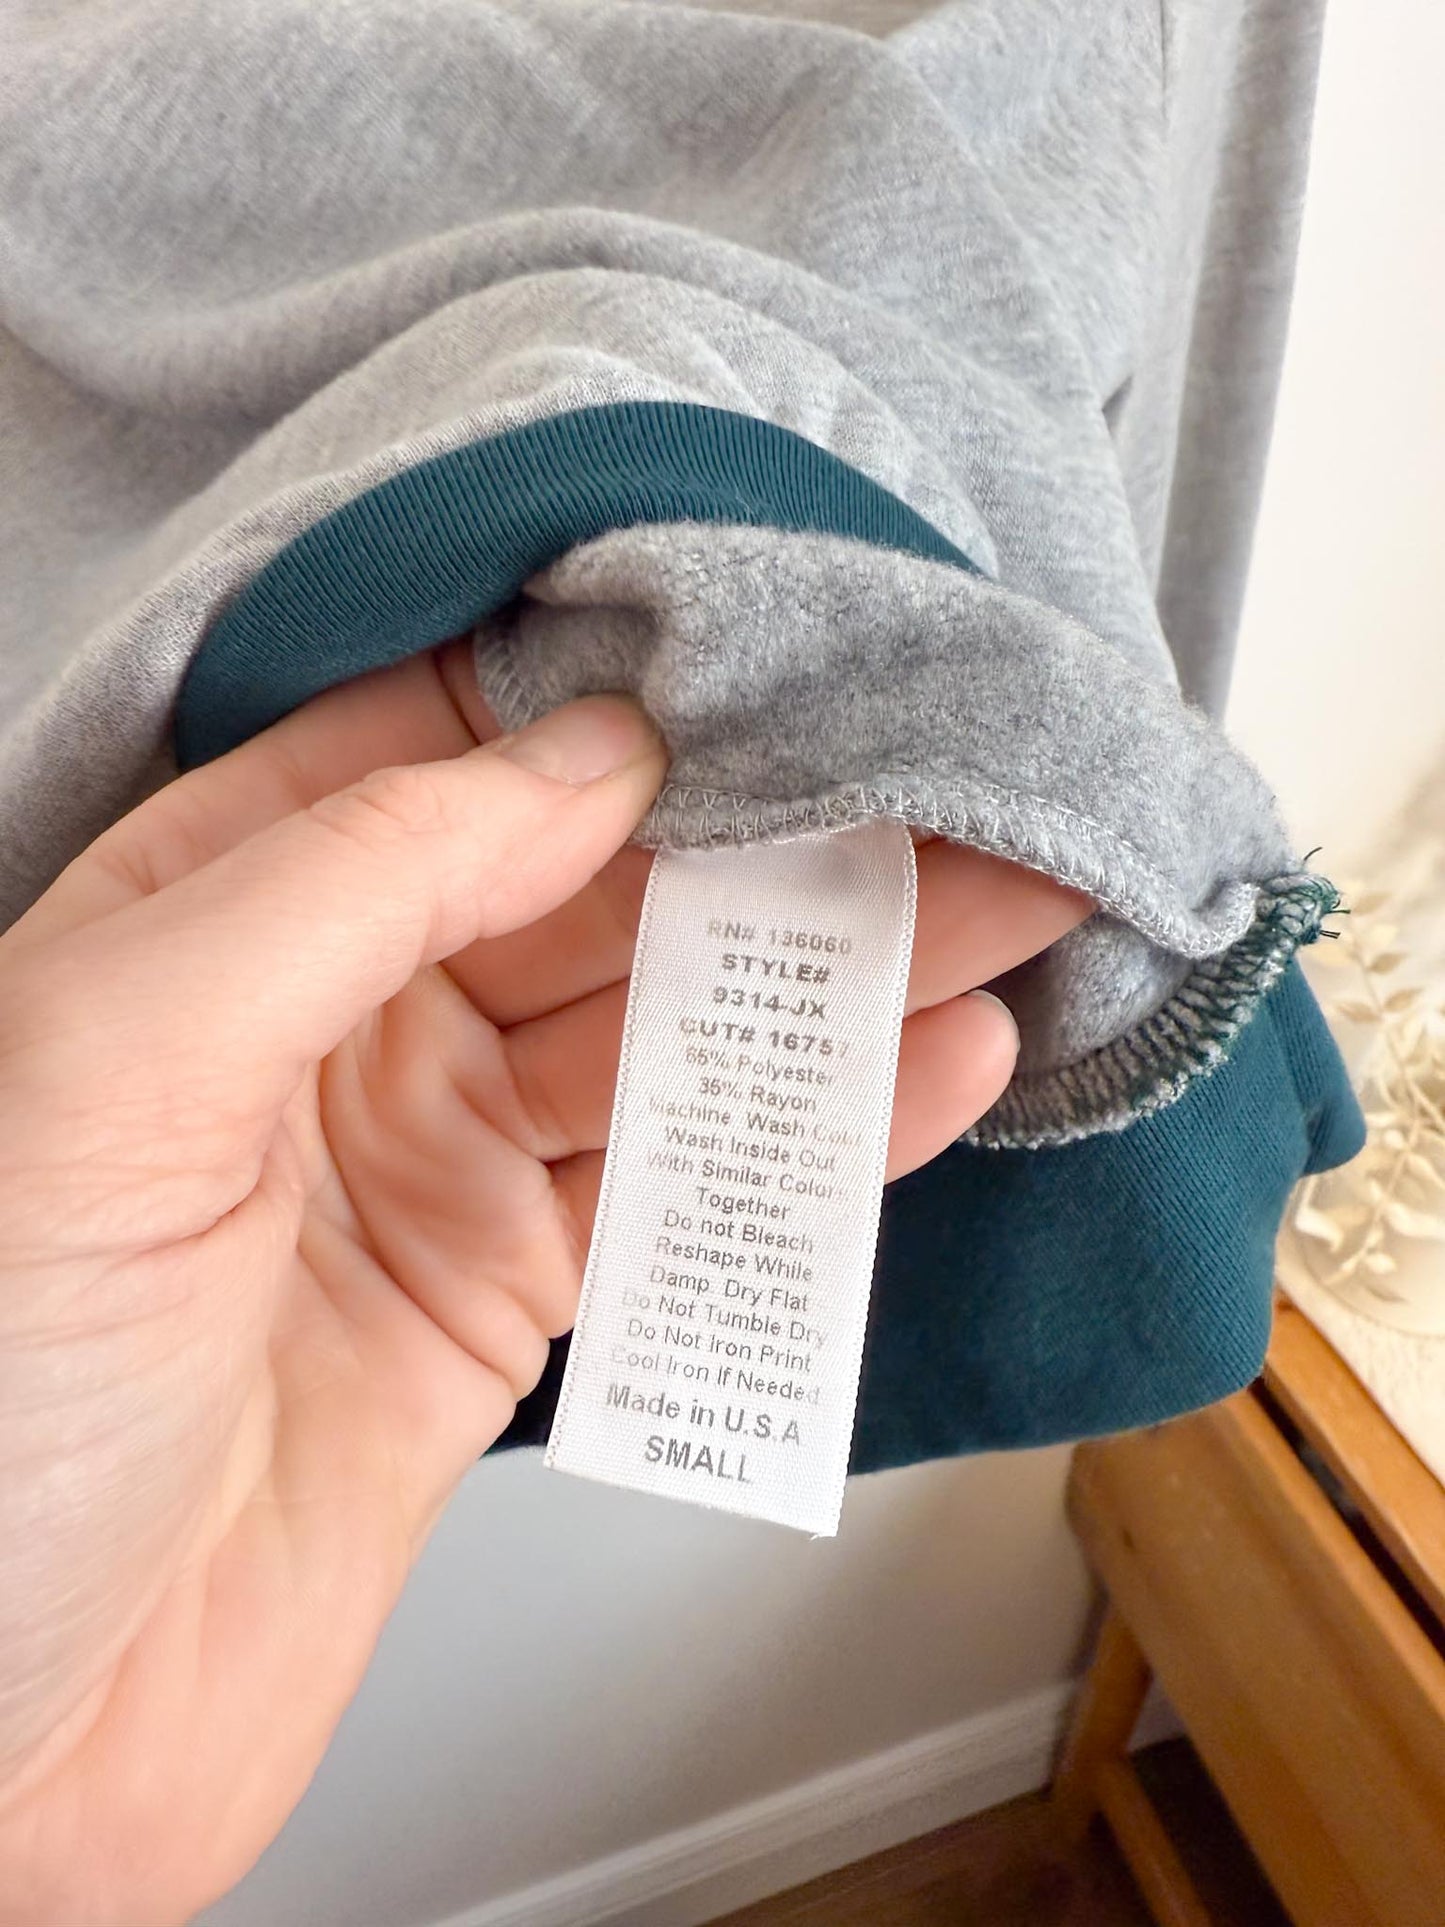 RN# 136060
STYLE#
9314-JX
CUT# 16757
65% Polyester
35% Rayon
Machine Wash Cold
Wash Inside Out
With Similar Colors
Together
Do not Bleach
Reshape While
Damp Dry Flat
Do Not Tumble Dry
Do Not Iron Print
Cool Iron If Needed
Made in U.S.A
SMALL